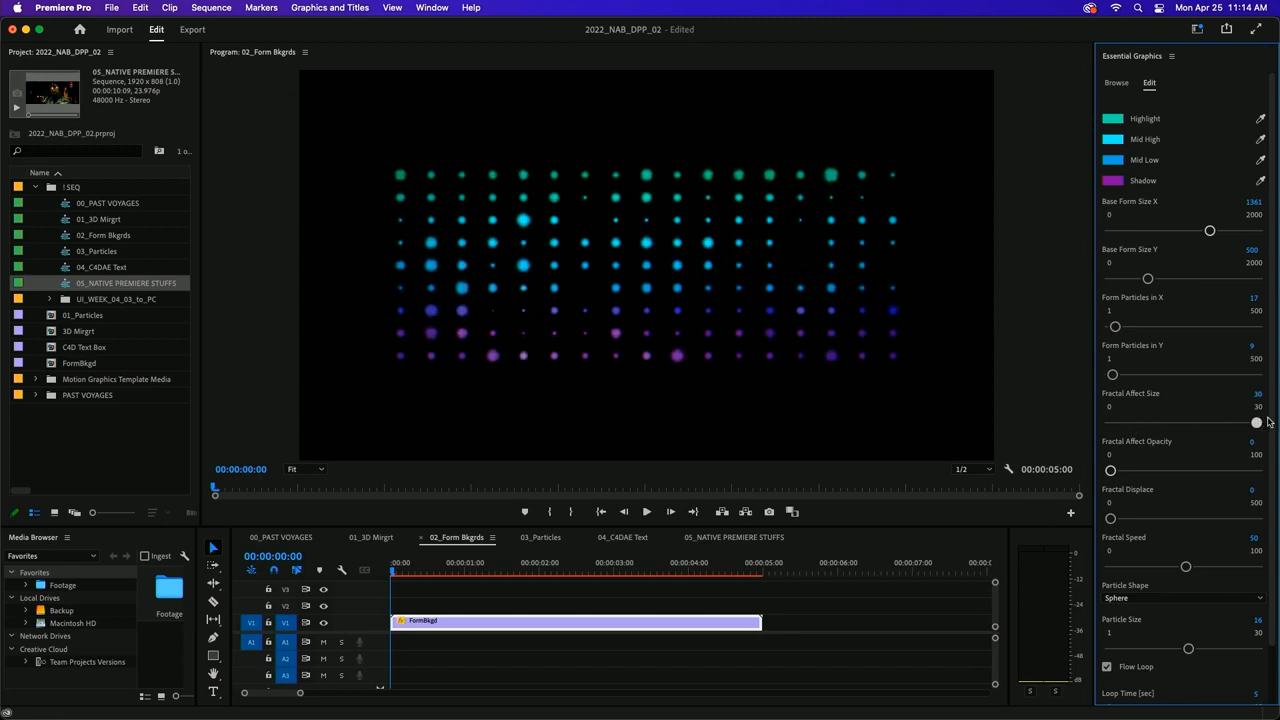 Premiere Pro File Edit Clip Sequence Markers Graphics and Titles View Window Help Mon Apr 25 11:14 AM
Import Edit Export 2022_NAB_DPP_02 - Edited
Project: 2022_NAB_DPP_02
05_NATIVE PREMIERE S...
Sequence, 1920 x 808 (1.0)
00:00:10:09, 23.976p
48000 Hz - Stereo
2022_NAB_DPP_02.prproj
1 o...
Name
! SEQ
00_PAST VOYAGES
01_3D Mirgrt
02_Form Bkgrds
03_Particles
04_C4DAE Text
05_NATIVE PREMIERE STUFFS
UI_WEEK_04_03_to_PC
01_Particles
3D Mirgrt
C4D Text Box
FormBkgd
Motion Graphics Template Media
PAST VOYAGES
Program: 02_Form Bkgrds
00:00:00:00 Fit 1/2 00:00:05:00
Essential Graphics
Browse Edit
Highlight
Mid High
Mid Low
Shadow
Base Form Size X 1361
0 2000
Base Form Size Y 500
0 2000
Form Particles in X 17
1 500
Form Particles in Y 9
1 500
Fractal Affect Size 30
0 30
Fractal Affect Opacity 0
0 100
Fractal Displace 0
0 500
Fractal Speed 50
0 100
Particle Shape
Sphere
Particle Size 16
1 30
Flow Loop
Loop Time [sec] 5
Media Browser
Favorites Ingest
Favorites
Footage
Local Drives
Backup
Macintosh HD
Network Drives
Creative Cloud
Team Projects Versions
Footage
00_PAST VOYAGES 01_3D Mirgrt 02_Form Bkgrds 03_Particles 04_C4DAE Text 05_NATIVE PREMIERE STUFFS
00:00:00:00
:00:00 00:00:01:00 00:00:02:00 00:00:03:00 00:00:04:00 00:00:05:00 00:00:06:00 00:00:07:00 00:00:0
V3
V2
V1 V1 FormBkgd
A1 A1 M S
A2 M S
A3 M S
0
-12
-24
-36
-48
dB
S S